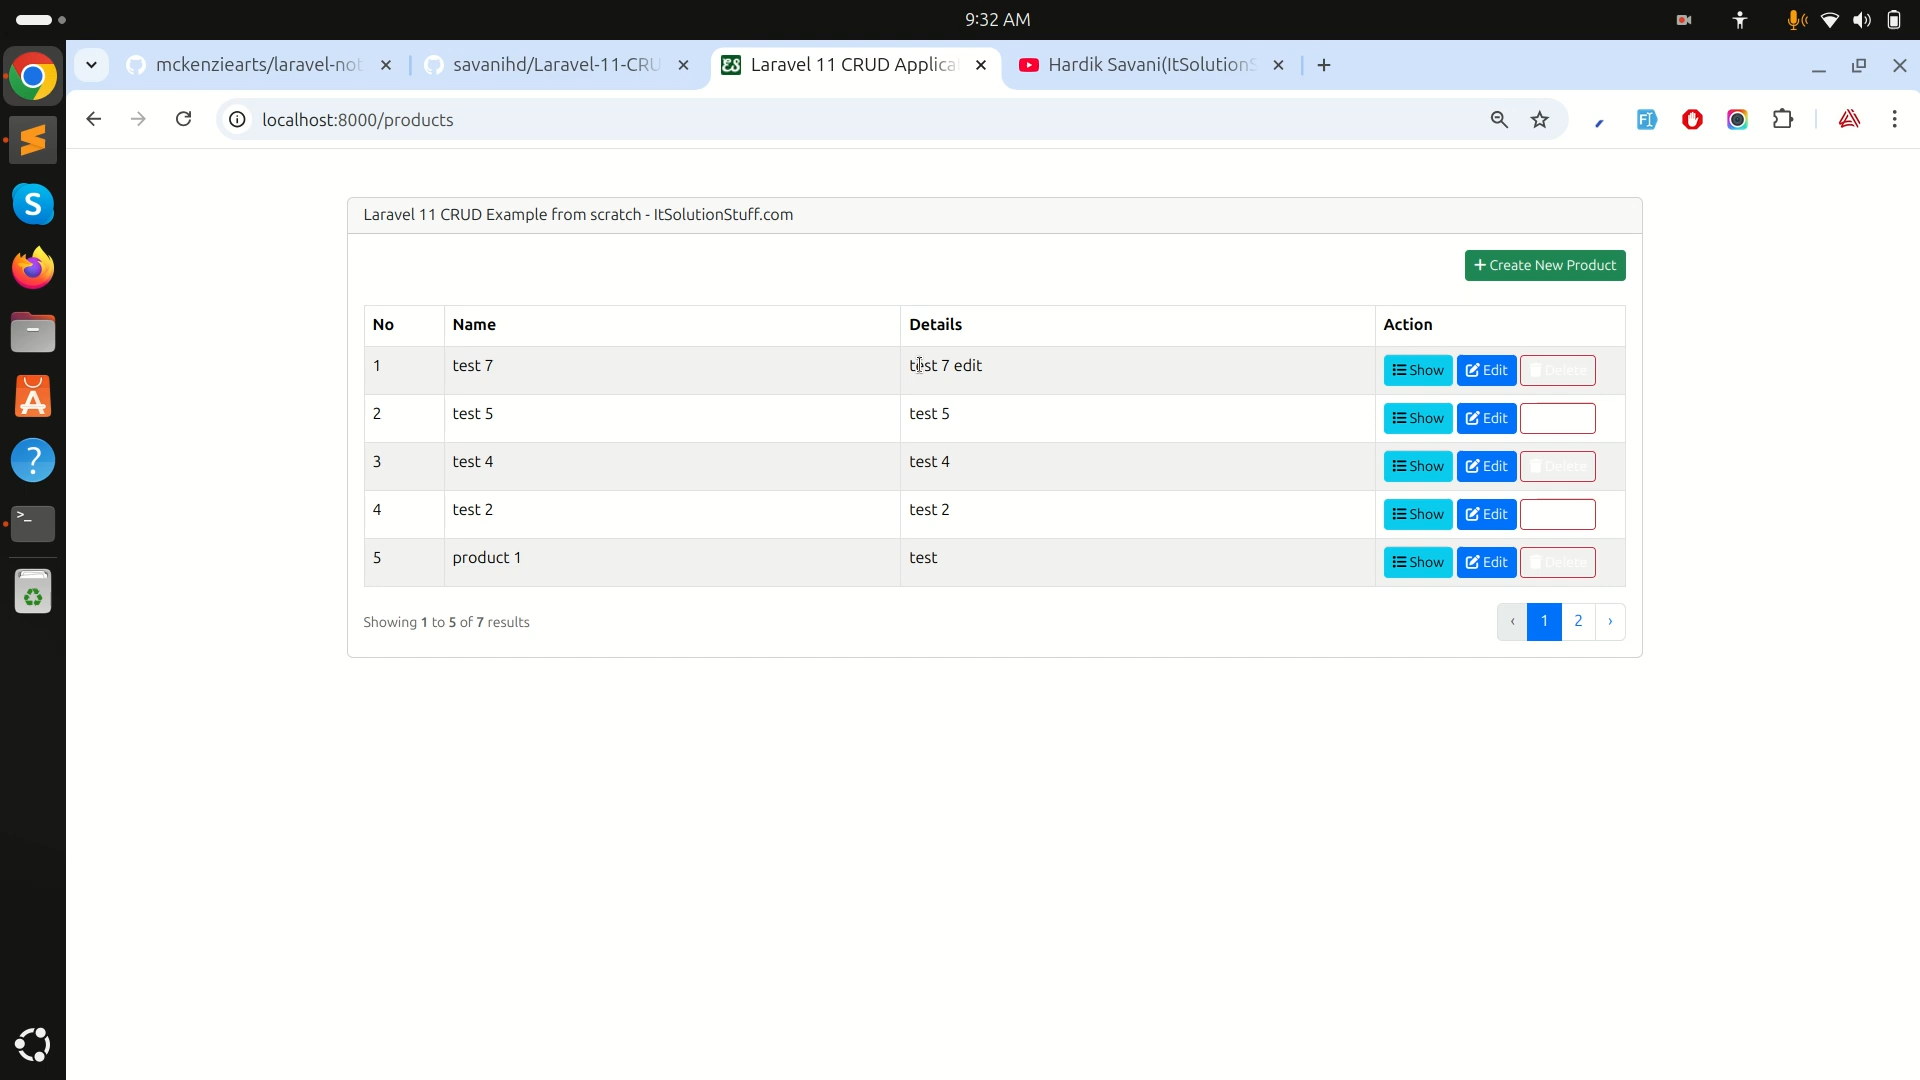 9:32 AM
mckenziearts/laravel-not
savanihd/Laravel-11-CRU
Laravel 11 CRUD Applica
Hardik Savani(ItSolutionS
localhost:8000/products
Laravel 11 CRUD Example from scratch - ItSolutionStuff.com
+ Create New Product
No Name Details Action
1 test 7 test 7 edit Show Edit Delete
2 test 5 test 5 Show Edit
3 test 4 test 4 Show Edit Delete
4 test 2 test 2 Show Edit
5 product 1 test Show Edit Delete
Showing 1 to 5 of 7 results
‹ 1 2 ›